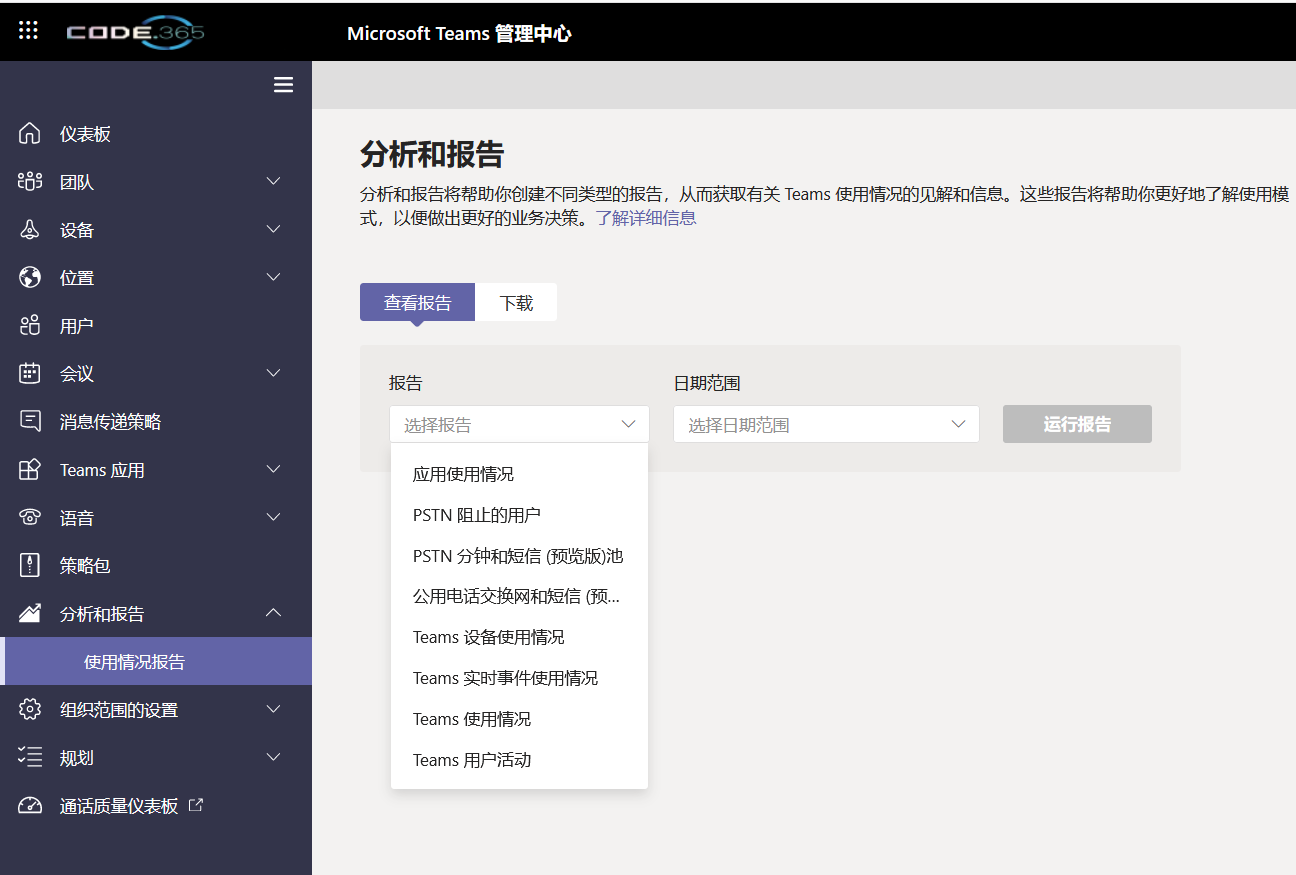 CODE.365
Microsoft Teams 管理中心
仪表板
团队
设备
位置
用户
会议
消息传递策略
Teams 应用
语音
策略包
分析和报告
使用情况报告
组织范围的设置
规划
通话质量仪表板
分析和报告
分析和报告将帮助你创建不同类型的报告，从而获取有关 Teams 使用情况的见解和信息。这些报告将帮助你更好地了解使用模
式，以便做出更好的业务决策。了解详细信息
查看报告 下载
报告 日期范围
选择报告 选择日期范围 运行报告
应用使用情况
PSTN 阻止的用户
PSTN 分钟和短信 (预览版)池
公用电话交换网和短信 (预...
Teams 设备使用情况
Teams 实时事件使用情况
Teams 使用情况
Teams 用户活动